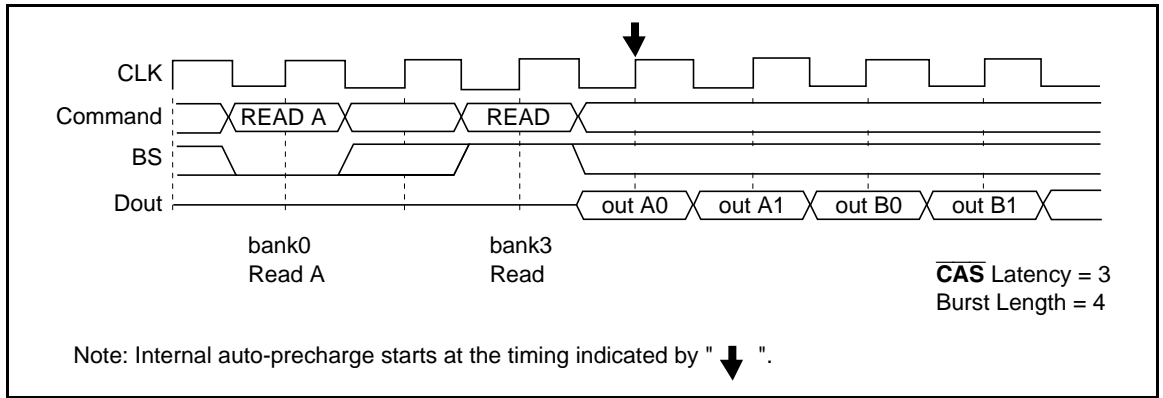 CLK
Command READ A READ
BS
Dout out A0 out A1 out B0 out B1
bank0 bank3
Read A Read
CAS Latency = 3
Burst Length = 4
Note: Internal auto-precharge starts at the timing indicated by " ".